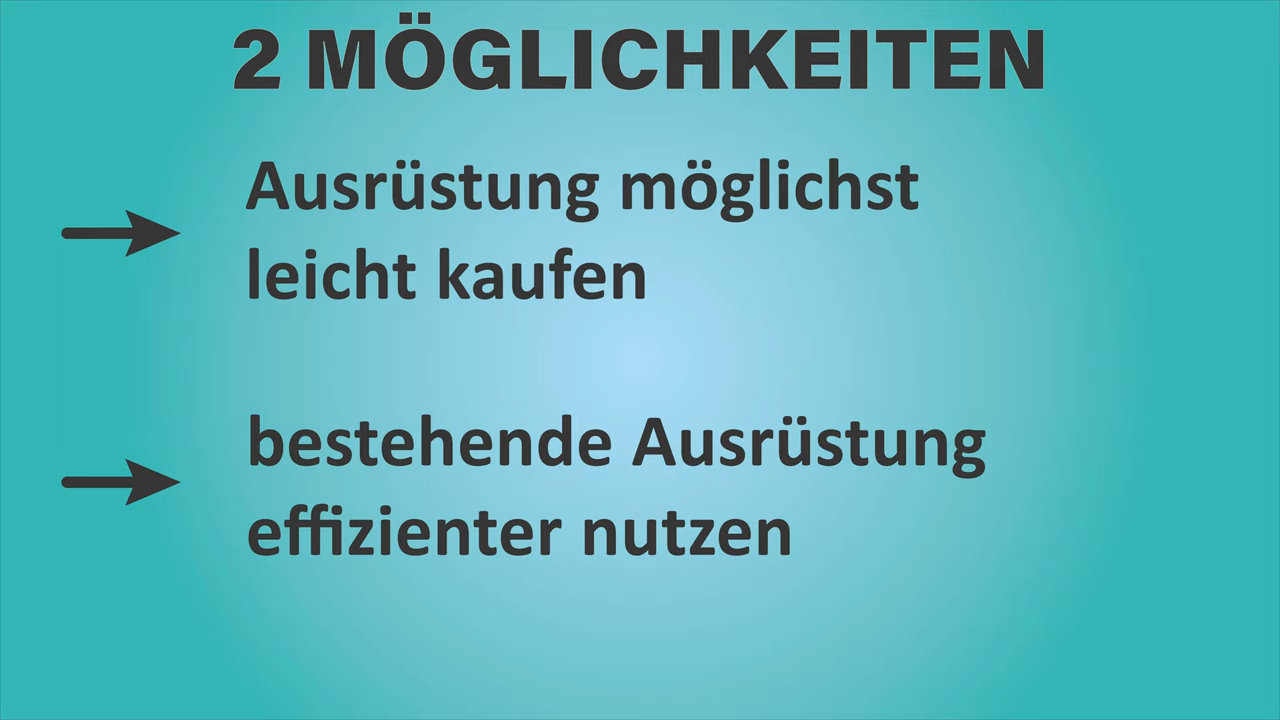 2 MÖGLICHKEITEN
Ausrüstung möglichst
leicht kaufen
bestehende Ausrüstung
effizienter nutzen